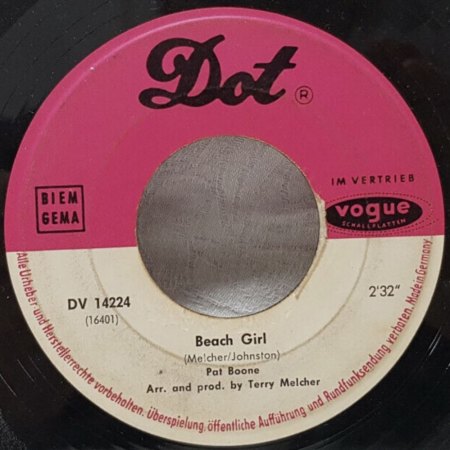 Dot ®
BIEM
GEMA
IM VERTRIEB
vogue
SCHALLPLATTEN
DV 14224
(16401)
2'32"
Beach Girl
(Melcher/Johnston)
Pat Boone
Arr. and prod. by Terry Melcher
Alle Urheber und Herstellerrechte vorbehalten. Überspielung, öffentliche Aufführung und Rundfunksendung verboten. Made in Germany